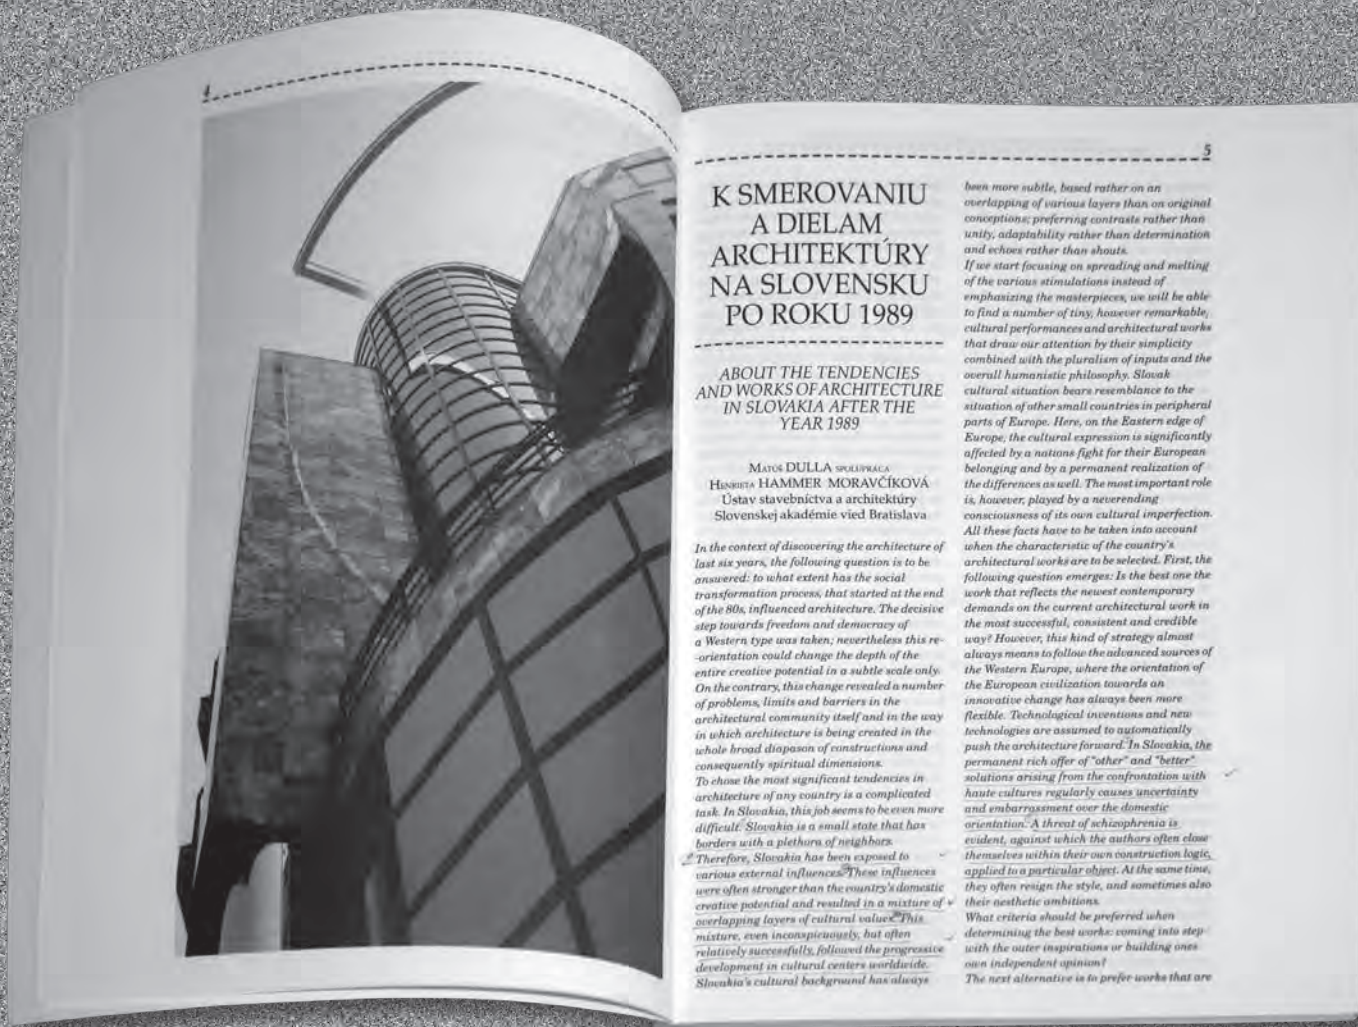 4
5
K SMEROVANIU
A DIELAM
ARCHITEKTÚRY
NA SLOVENSKU
PO ROKU 1989
ABOUT THE TENDENCIES
AND WORKS OF ARCHITECTURE
IN SLOVAKIA AFTER THE
YEAR 1989
MATÚŠ DULLA SPOLUPRÁCA
HENRIETA HAMMER MORAVČÍKOVÁ
Ústav stavebníctva a architektúry
Slovenskej akadémie vied Bratislava
In the context of discovering the architecture of
last six years, the following question is to be
answered: to what extent has the social
transformation process, that started at the end
of the 80s, influenced architecture. The decisive
step towards freedom and democracy of
a Western type was taken; nevertheless this re-
-orientation could change the depth of the
entire creative potential in a subtle scale only.
On the contrary, this change revealed a number
of problems, limits and barriers in the
architectural community itself and in the way
in which architecture is being created in the
whole broad diapason of constructions and
consequently spiritual dimensions.
To chose the most significant tendencies in
architecture of any country is a complicated
task. In Slovakia, this job seems to be even more
difficult. Slovakia is a small state that has
borders with a plethora of neighbors.
Therefore, Slovakia has been exposed to
various external influences. These influences
were often stronger than the country's domestic
creative potential and resulted in a mixture of
overlapping layers of cultural values. This
mixture, even inconspicuously, but often
relatively successfully, followed the progressive
development in cultural centers worldwide.
Slovakia's cultural background has always
been more subtle, based rather on an
overlapping of various layers than on original
conceptions; preferring contrasts rather than
unity, adaptability rather than determination
and echoes rather than shouts.
If we start focusing on spreading and melting
of the various stimulations instead of
emphasizing the masterpieces, we will be able
to find a number of tiny, however remarkable,
cultural performances and architectural works
that draw our attention by their simplicity
combined with the pluralism of inputs and the
overall humanistic philosophy. Slovak
cultural situation bears resemblance to the
situation of other small countries in peripheral
parts of Europe. Here, on the Eastern edge of
Europe, the cultural expression is significantly
affected by a nations fight for their European
belonging and by a permanent realization of
the differences as well. The most important role
is, however, played by a neverending
consciousness of its own cultural imperfection.
All these facts have to be taken into account
when the characteristic of the country's
architectural works are to be selected. First, the
following question emerges: Is the best one the
work that reflects the newest contemporary
demands on the current architectural work in
the most successful, consistent and credible
way? However, this kind of strategy almost
always means to follow the advanced sources of
the Western Europe, where the orientation of
the European civilization towards an
innovative change has always been more
flexible. Technological inventions and new
technologies are assumed to automatically
push the architecture forward. In Slovakia, the
permanent rich offer of "other" and "better"
solutions arising from the confrontation with
haute cultures regularly causes uncertainty
and embarrassment over the domestic
orientation. A threat of schizophrenia is
evident, against which the authors often close
themselves within their own construction logic,
applied to a particular object. At the same time,
they often resign the style, and sometimes also
their aesthetic ambitions.
What criteria should be preferred when
determining the best works: coming into step
with the outer inspirations or building ones
own independent opinion?
The next alternative is to prefer works that are